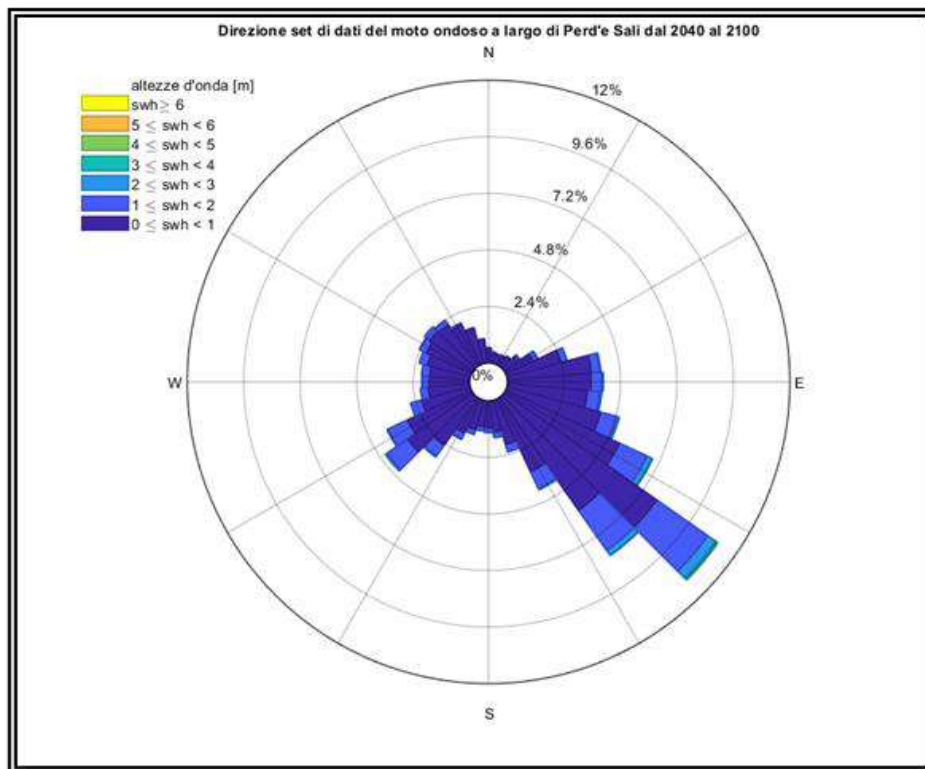 Direzione set di dati del moto ondoso a largo di Perd'e Sali dal 2040 al 2100
N
altezze d'onda [m]
swh ≥ 6
5 ≤ swh < 6
4 ≤ swh < 5
3 ≤ swh < 4
2 ≤ swh < 3
1 ≤ swh < 2
0 ≤ swh < 1
12%
9.6%
7.2%
4.8%
2.4%
0%
W
E
S